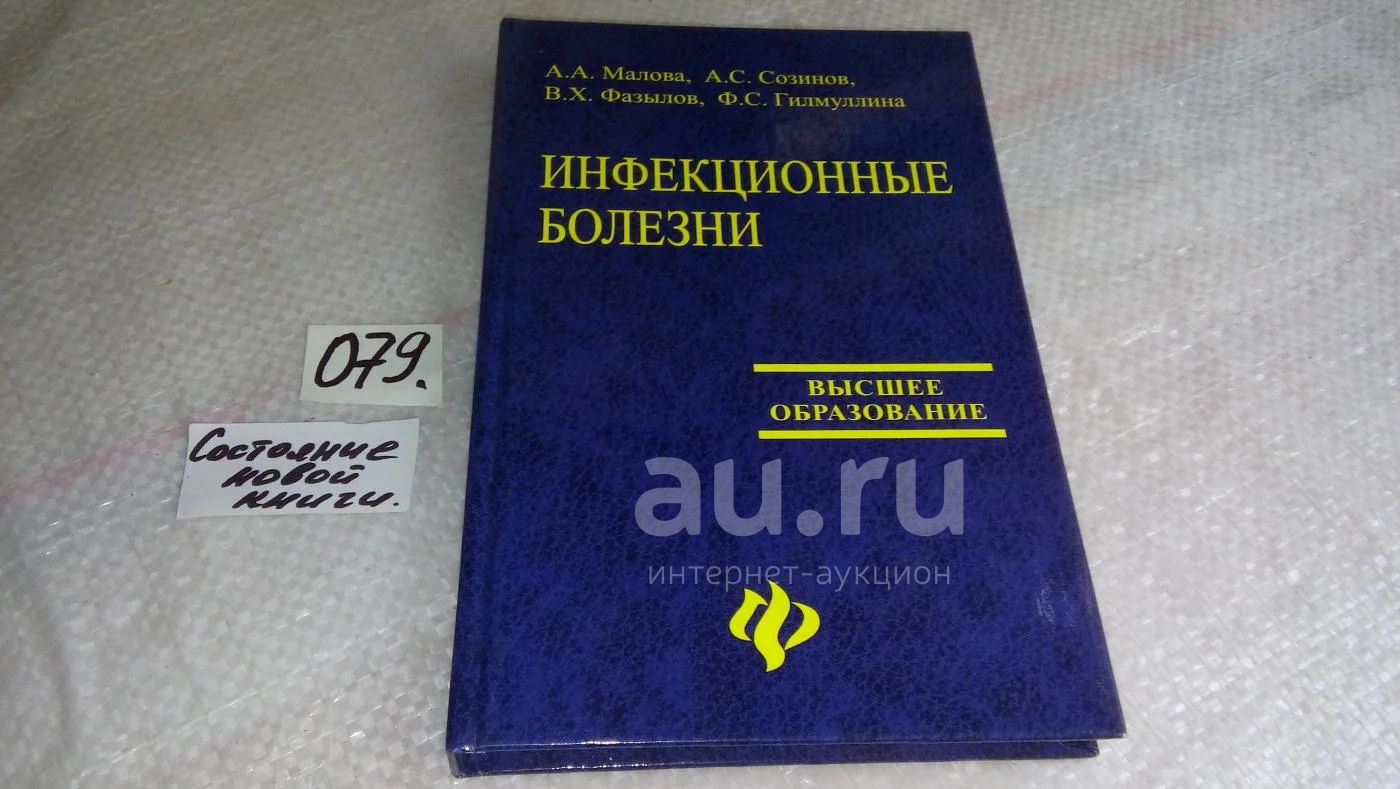 А.А. Малова, А.С. Созинов,
В.Х. Фазылов, Ф.С. Гилмуллина
ИНФЕКЦИОННЫЕ
БОЛЕЗНИ
ВЫСШЕЕ
ОБРАЗОВАНИЕ
079.
Состояние
новой
книги.
au.ru
интернет-аукцион